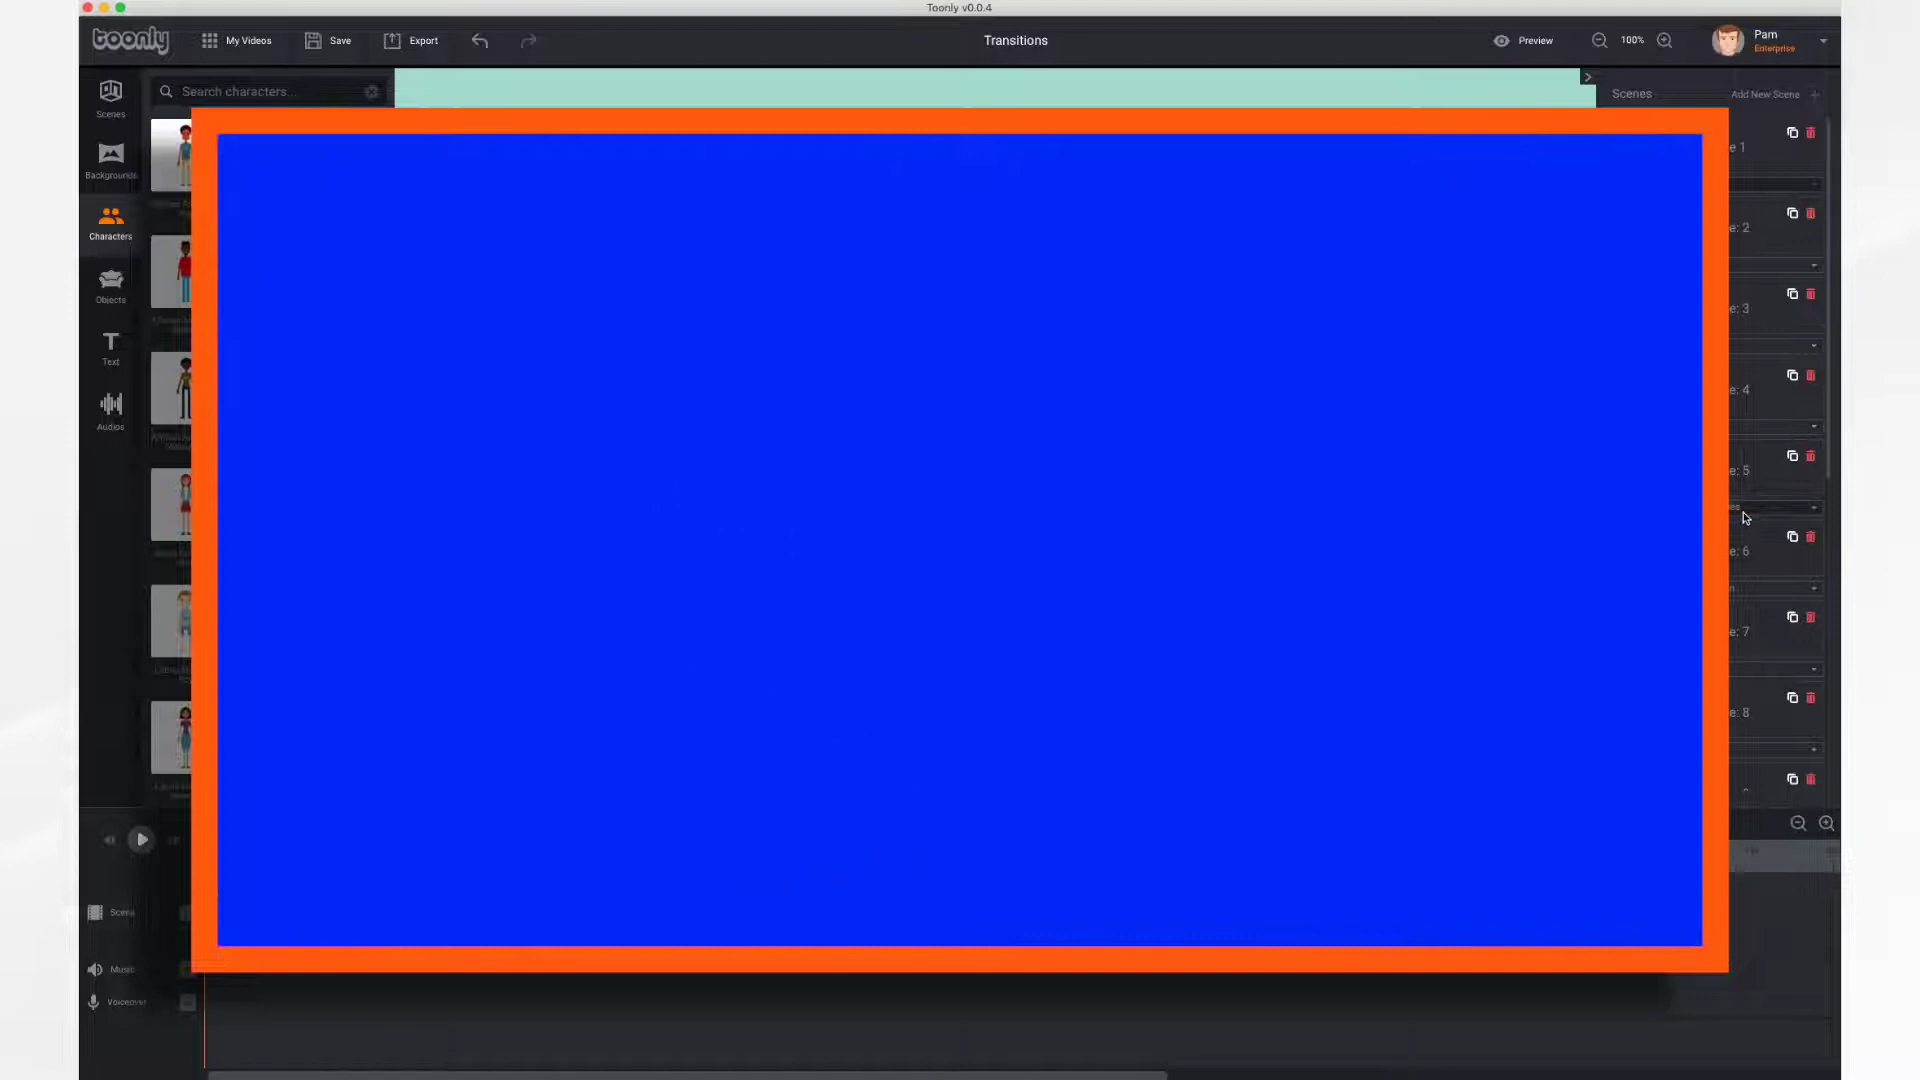 Toonly v0.0.4
toonly
My Videos
Save
Export
Transitions
Preview
100%
Pam
Enterprise
Scenes
Backgrounds
Characters
Objects
Text
Audios
Search characters...
Scenes
Add New Scene +
e 1
e: 2
e: 3
e: 4
e: 5
es
e: 6
n
e: 7
e: 8
Scene
Music
Voiceover